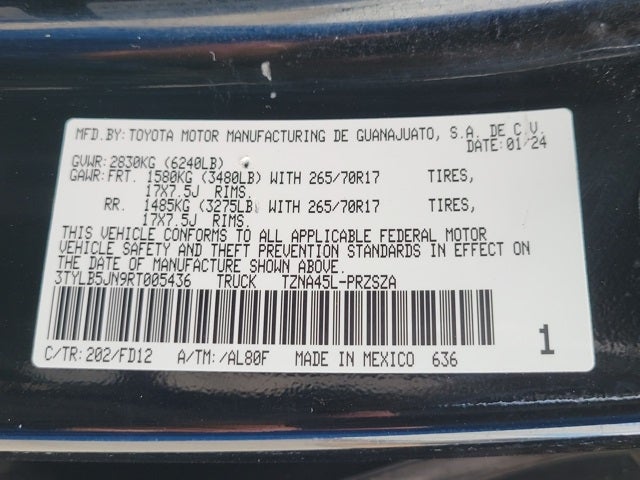 MFD.BY:TOYOTA MOTOR MANUFACTURING DE GUANAJUATO, S.A. DE C.V.
DATE:01/24
GVWR:2830KG (6240LB)
GAWR:FRT. 1580KG (3480LB) WITH 265/70R17 TIRES,
17X7.5J RIMS.
RR. 1485KG (3275LB) WITH 265/70R17 TIRES,
17X7.5J RIMS.
THIS VEHICLE CONFORMS TO ALL APPLICABLE FEDERAL MOTOR
VEHICLE SAFETY AND THEFT PREVENTION STANDARDS IN EFFECT ON
THE DATE OF MANUFACTURE SHOWN ABOVE.
3TYLB5JN9RT005436 TRUCK TZNA45L-PRZSZA
C/TR:202/FD12 A/TM:/AL80F MADE IN MEXICO 636 1